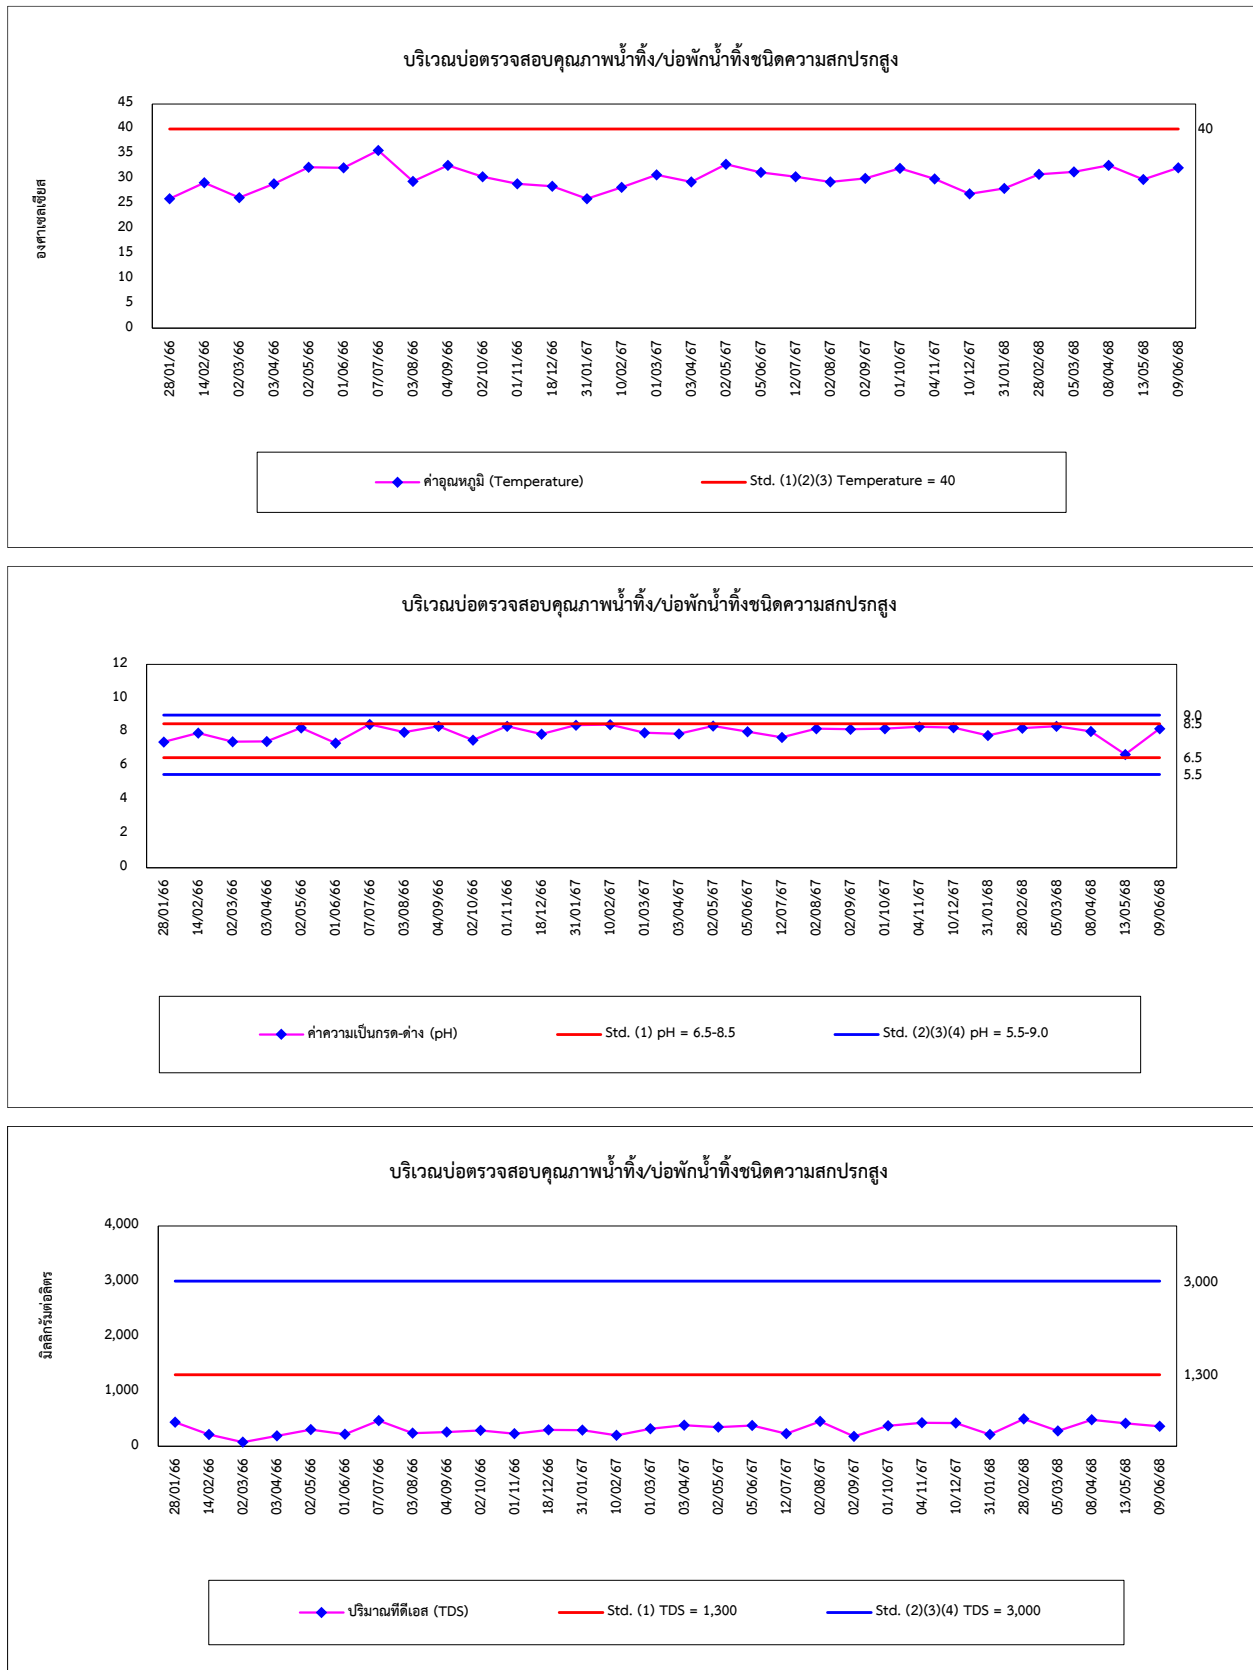 บริเวณบ่อตรวจสอบคุณภาพน้ำทิ้ง/บ่อพักน้ำทิ้งชนิดความสกปรกสูง
องศาเซลเซียส
45
40
35
30
25
20
15
10
5
0
40
28/01/66 14/02/66 02/03/66 03/04/66 02/05/66 01/06/66 07/07/66 03/08/66 04/09/66 02/10/66 01/11/66 18/12/66 31/01/67 10/02/67 01/03/67 03/04/67 02/05/67 05/06/67 12/07/67 02/08/67 02/09/67 01/10/67 04/11/67 10/12/67 31/01/68 28/02/68 05/03/68 08/04/68 13/05/68 09/06/68
ค่าอุณหภูมิ (Temperature) Std. (1)(2)(3) Temperature = 40
บริเวณบ่อตรวจสอบคุณภาพน้ำทิ้ง/บ่อพักน้ำทิ้งชนิดความสกปรกสูง
12
10
8
6
4
2
0
9.0
8.5
6.5
5.5
28/01/66 14/02/66 02/03/66 03/04/66 02/05/66 01/06/66 07/07/66 03/08/66 04/09/66 02/10/66 01/11/66 18/12/66 31/01/67 10/02/67 01/03/67 03/04/67 02/05/67 05/06/67 12/07/67 02/08/67 02/09/67 01/10/67 04/11/67 10/12/67 31/01/68 28/02/68 05/03/68 08/04/68 13/05/68 09/06/68
ค่าความเป็นกรด-ด่าง (pH) Std. (1) pH = 6.5-8.5 Std. (2)(3)(4) pH = 5.5-9.0
บริเวณบ่อตรวจสอบคุณภาพน้ำทิ้ง/บ่อพักน้ำทิ้งชนิดความสกปรกสูง
มิลลิกรัมต่อลิตร
4,000
3,000
2,000
1,000
0
3,000
1,300
28/01/66 14/02/66 02/03/66 03/04/66 02/05/66 01/06/66 07/07/66 03/08/66 04/09/66 02/10/66 01/11/66 18/12/66 31/01/67 10/02/67 01/03/67 03/04/67 02/05/67 05/06/67 12/07/67 02/08/67 02/09/67 01/10/67 04/11/67 10/12/67 31/01/68 28/02/68 05/03/68 08/04/68 13/05/68 09/06/68
ปริมาณทีดีเอส (TDS) Std. (1) TDS = 1,300 Std. (2)(3)(4) TDS = 3,000